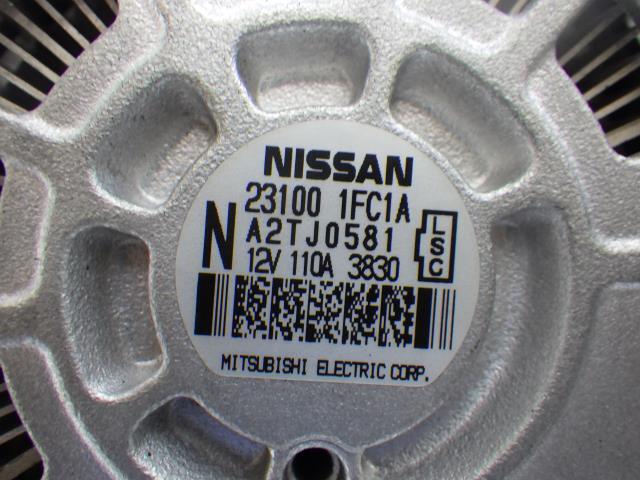 NISSAN
23100 1FC1A
N A2TJ0581
12V 110A 3830
LSC
MITSUBISHI ELECTRIC CORP.